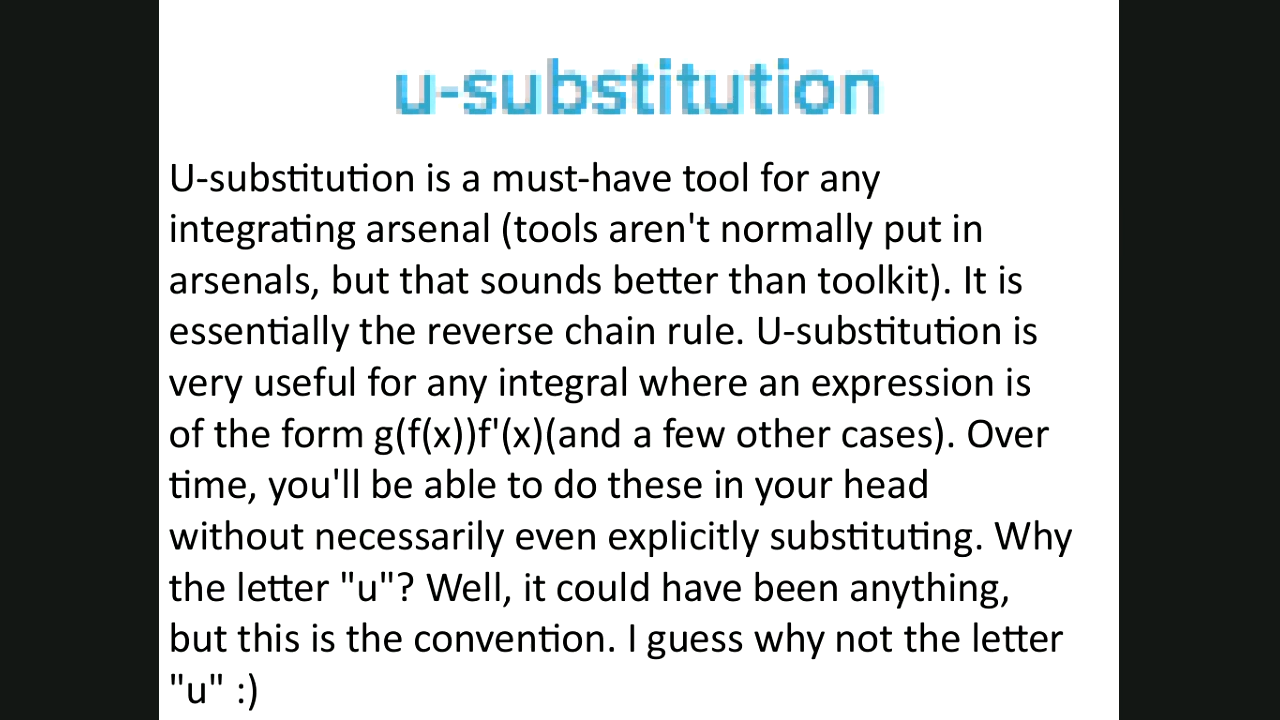 u-substitution
U-substitution is a must-have tool for any
integrating arsenal (tools aren't normally put in
arsenals, but that sounds better than toolkit). It is
essentially the reverse chain rule. U-substitution is
very useful for any integral where an expression is
of the form g(f(x))f'(x)(and a few other cases). Over
time, you'll be able to do these in your head
without necessarily even explicitly substituting. Why
the letter "u"? Well, it could have been anything,
but this is the convention. I guess why not the letter
"u" :)